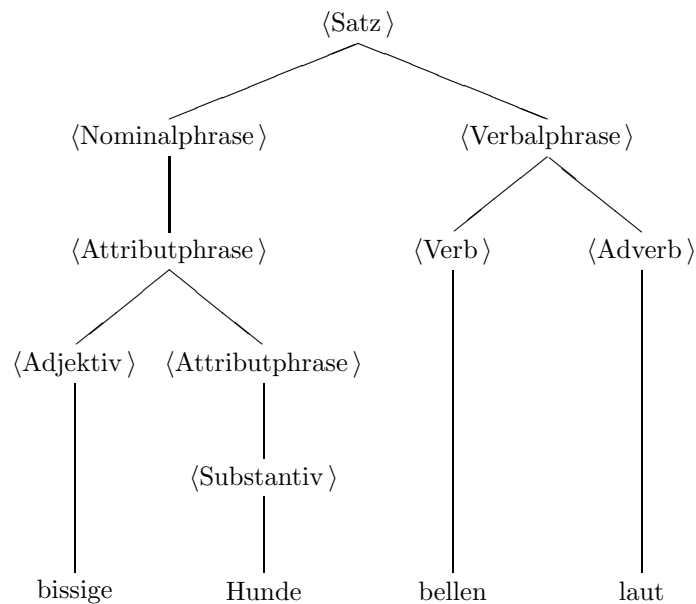 ⟨Satz⟩
⟨Nominalphrase⟩ ⟨Verbalphrase⟩
⟨Attributphrase⟩ ⟨Verb⟩ ⟨Adverb⟩
⟨Adjektiv⟩ ⟨Attributphrase⟩
⟨Substantiv⟩
bissige Hunde bellen laut